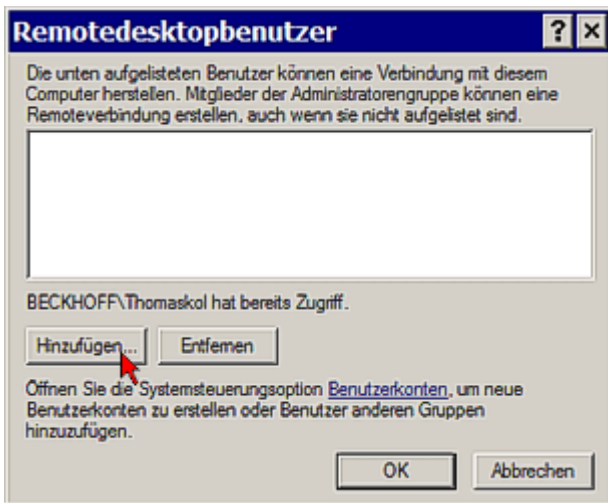 Remotedesktopbenutzer
Die unten aufgelisteten Benutzer können eine Verbindung mit diesem
Computer herstellen. Mitglieder der Administratorengruppe können eine
Remoteverbindung erstellen, auch wenn sie nicht aufgelistet sind.
BECKHOFF\Thomaskol hat bereits Zugriff.
Hinzufügen... Entfernen
Öffnen Sie die Systemsteuerungsoption Benutzerkonten, um neue
Benutzerkonten zu erstellen oder Benutzer anderen Gruppen
hinzuzufügen.
OK Abbrechen